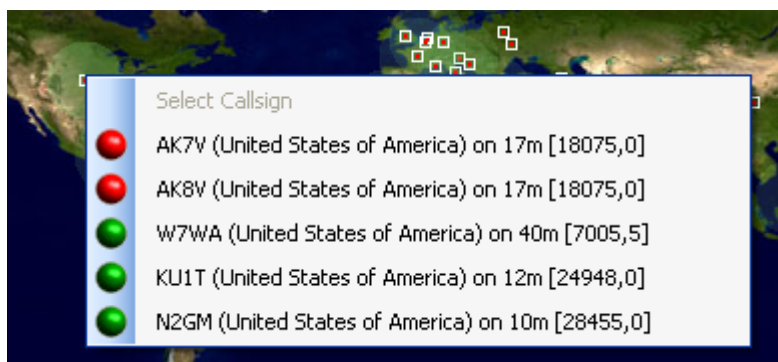 Select Callsign
AK7V (United States of America) on 17m [18075,0]
AK8V (United States of America) on 17m [18075,0]
W7WA (United States of America) on 40m [7005,5]
KU1T (United States of America) on 12m [24948,0]
N2GM (United States of America) on 10m [28455,0]